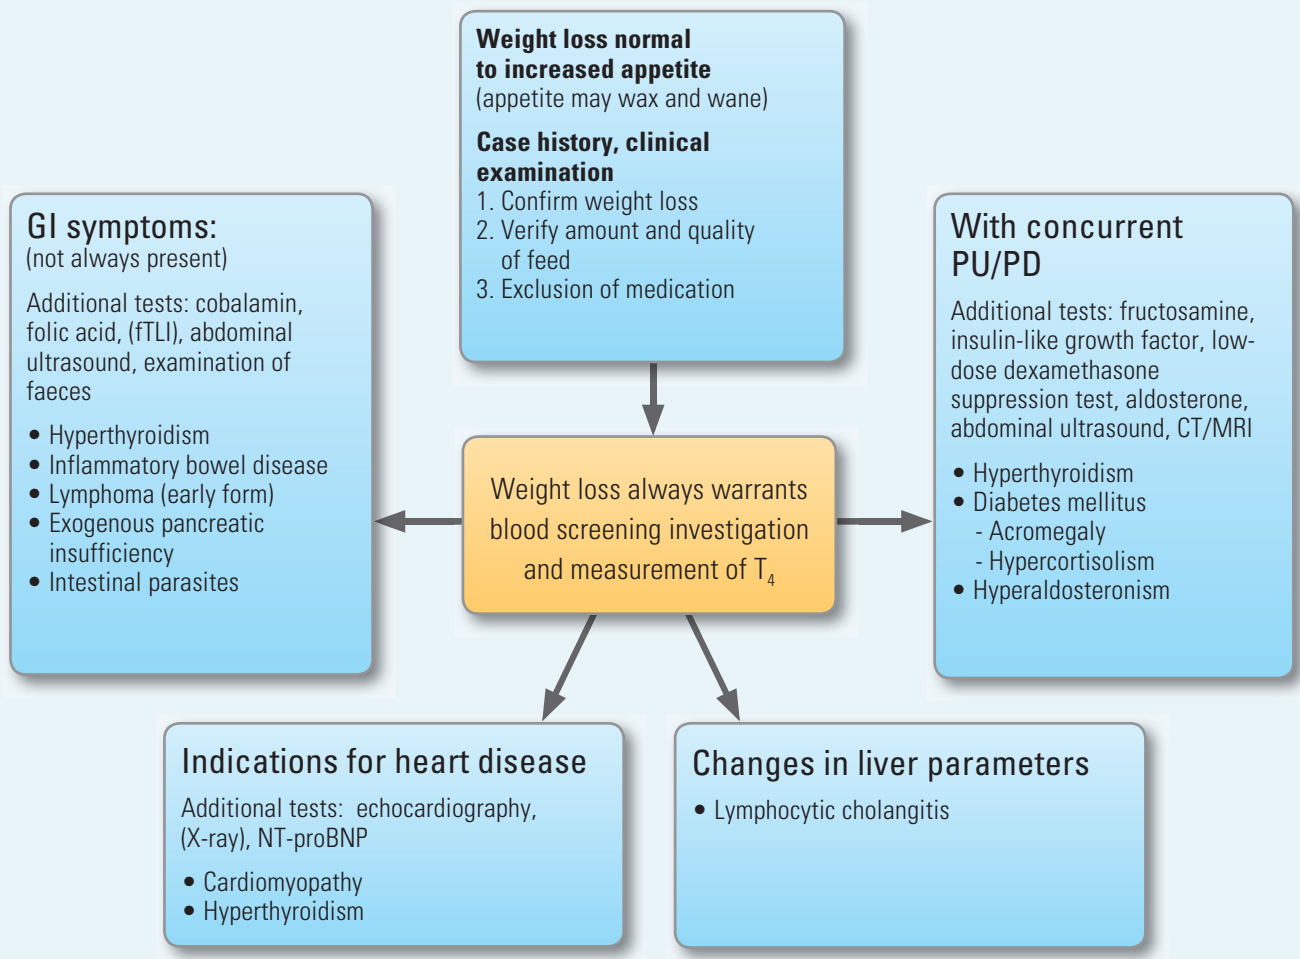 Weight loss normal
to increased appetite
(appetite may wax and wane)
Case history, clinical
examination
1. Confirm weight loss
2. Verify amount and quality
of feed
3. Exclusion of medication
GI symptoms:
(not always present)
Additional tests: cobalamin,
folic acid, (fTLI), abdominal
ultrasound, examination of
faeces
• Hyperthyroidism
• Inflammatory bowel disease
• Lymphoma (early form)
• Exogenous pancreatic
insufficiency
• Intestinal parasites
Weight loss always warrants
blood screening investigation
and measurement of T₄
With concurrent
PU/PD
Additional tests: fructosamine,
insulin-like growth factor, low-
dose dexamethasone
suppression test, aldosterone,
abdominal ultrasound, CT/MRI
• Hyperthyroidism
• Diabetes mellitus
- Acromegaly
- Hypercortisolism
• Hyperaldosteronism
Indications for heart disease
Additional tests: echocardiography,
(X-ray), NT-proBNP
• Cardiomyopathy
• Hyperthyroidism
Changes in liver parameters
• Lymphocytic cholangitis